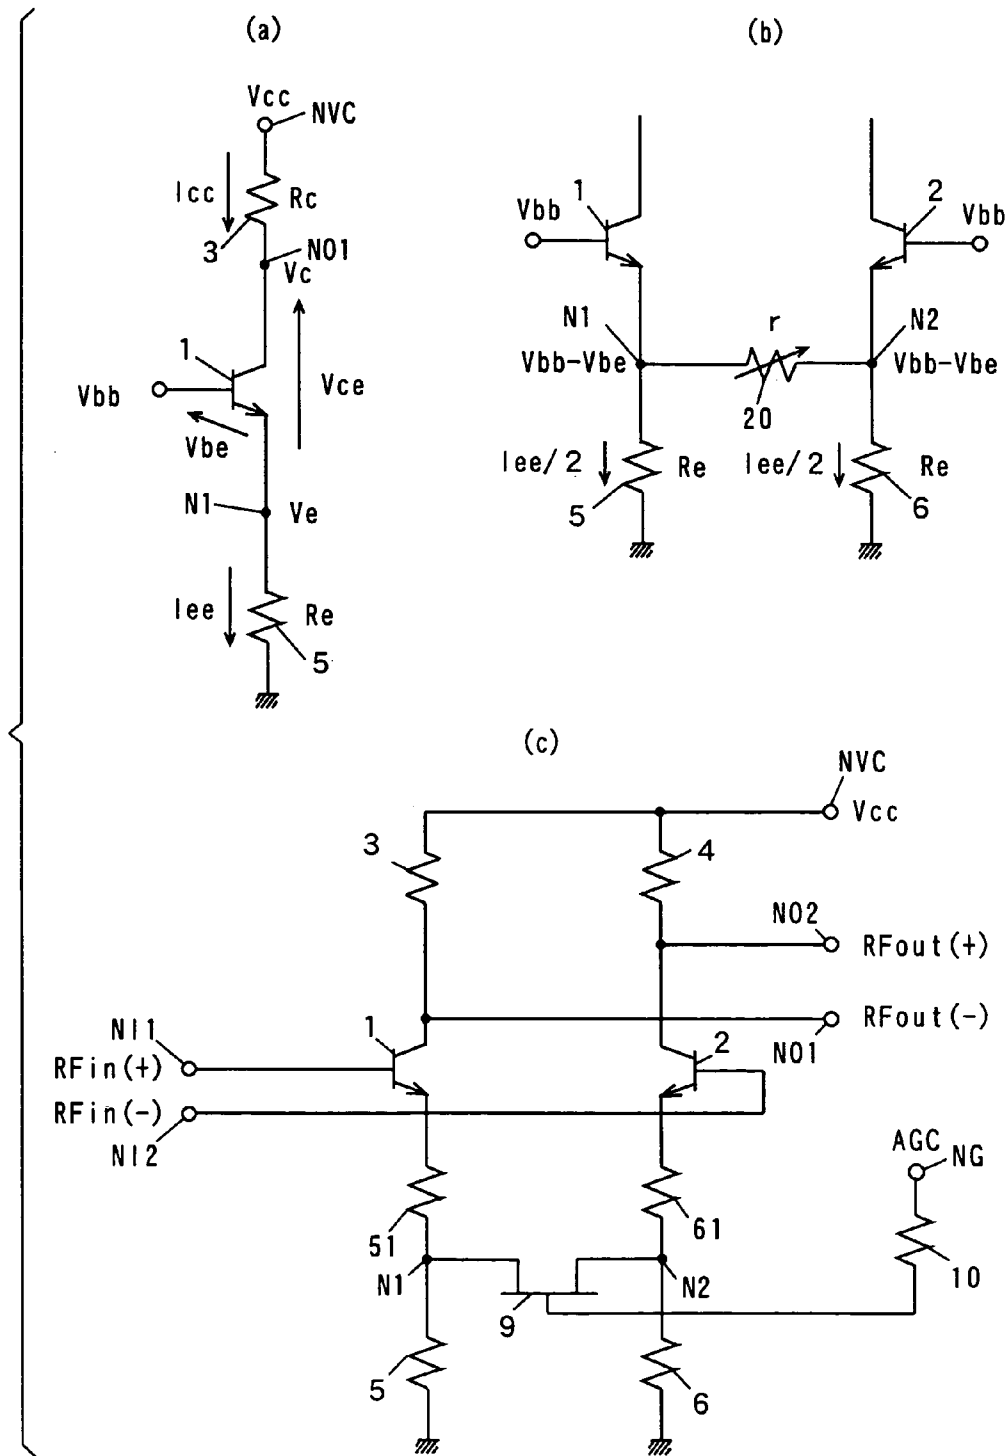 (a)
(b)
Vcc
NVC
Icc
Rc
3
NO1
Vc
1
Vbb
Vce
Vbe
N1
Ve
Iee
Re
5
1
2
Vbb
Vbb
N1
r
N2
Vbb-Vbe
Vbb-Vbe
20
Iee/2
Re
Iee/2
Re
5
6
(c)
NVC
Vcc
3
4
NO2
RFout(+)
1
RFout(-)
NI1
2
NO1
RFin(+)
RFin(-)
NI2
AGC
NG
51
61
10
N1
N2
9
5
6